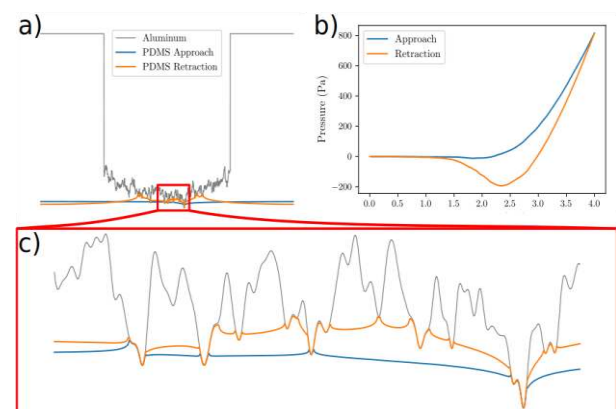 a)
Aluminum
PDMS Approach
PDMS Retraction
b)
Approach
Retraction
Pressure (Pa)
800
600
400
200
0
−200
0.0 0.5 1.0 1.5 2.0 2.5 3.0 3.5 4.0
c)